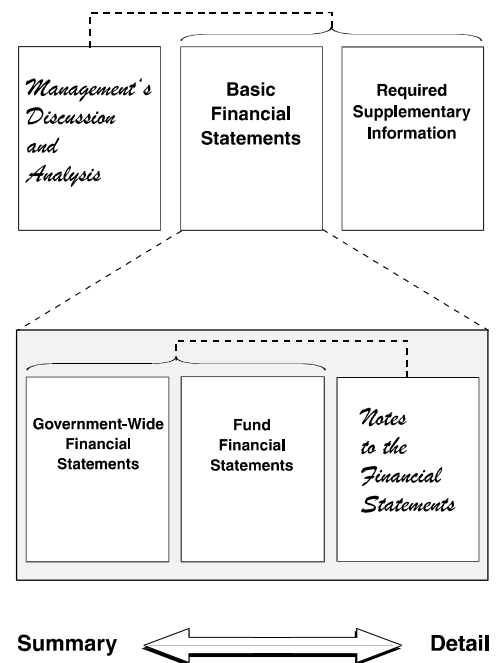 Management's
Discussion
and
Analysis
Basic
Financial
Statements
Required
Supplementary
Information
Government-Wide
Financial
Statements
Fund
Financial
Statements
Notes
to the
Financial
Statements
Summary
Detail